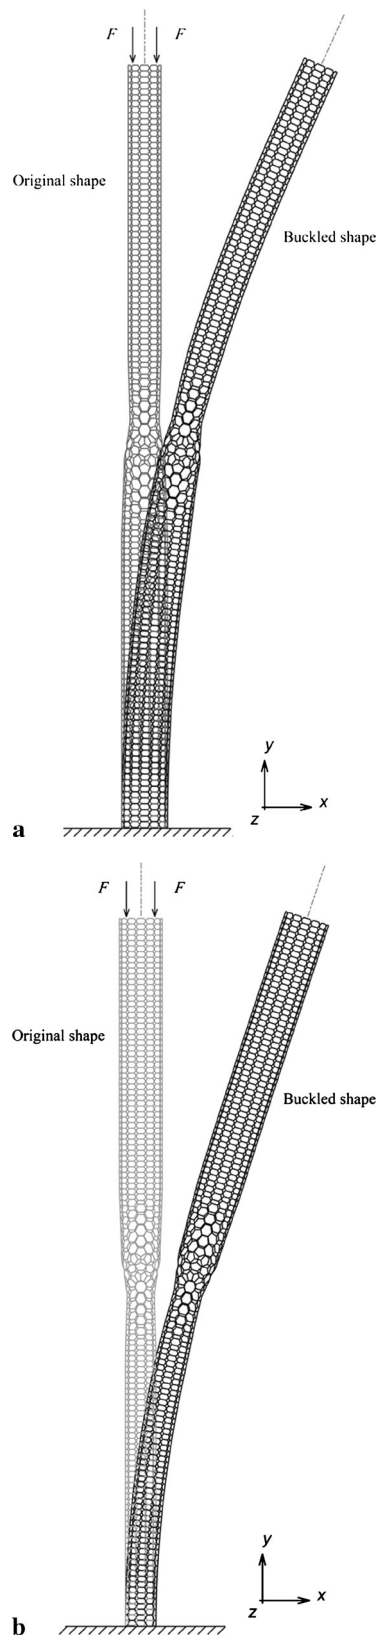 F F
Original shape
Buckled shape
y
x
z
a
F F
Original shape
Buckled shape
y
x
z
b